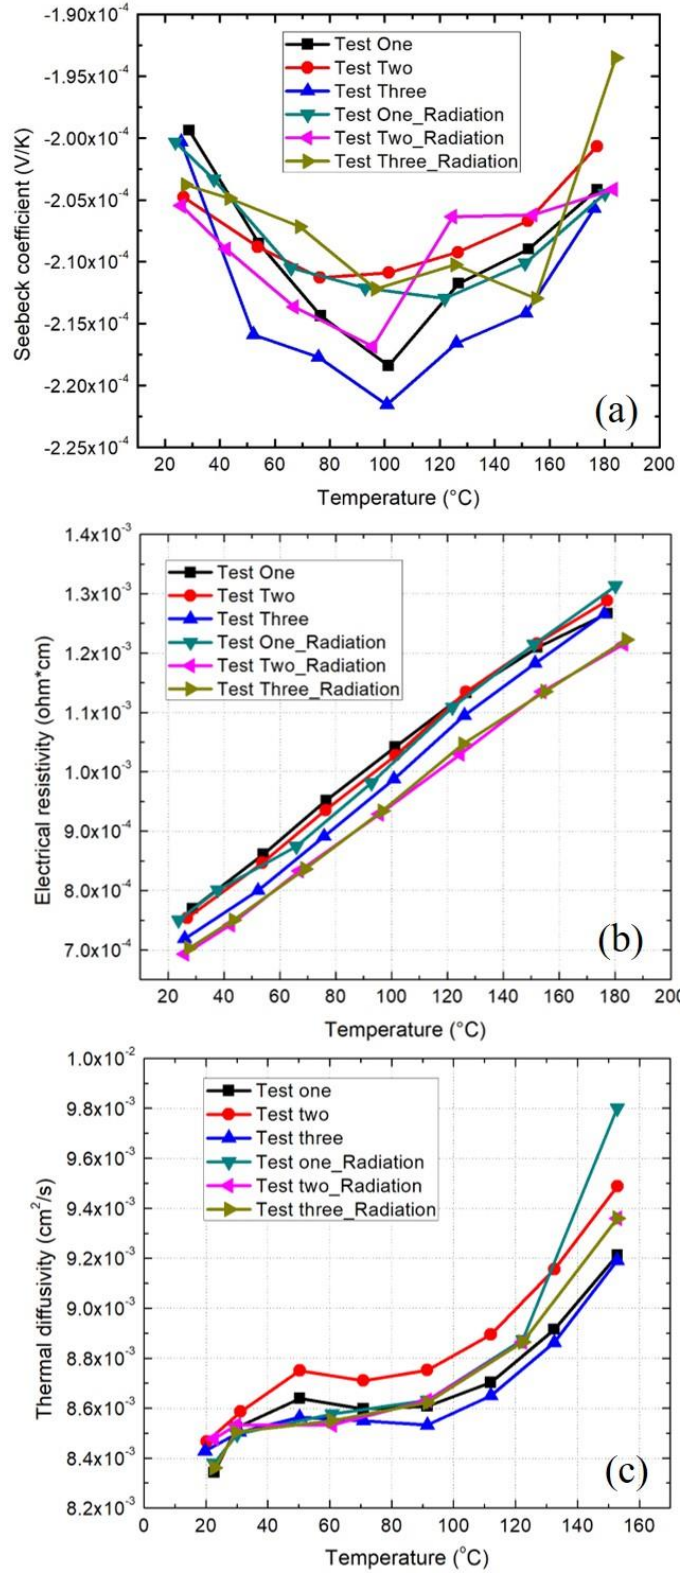 -1.90x10⁻⁴
-1.95x10⁻⁴
-2.00x10⁻⁴
-2.05x10⁻⁴
-2.10x10⁻⁴
-2.15x10⁻⁴
-2.20x10⁻⁴
-2.25x10⁻⁴
Seebeck coefficient (V/K)
Test One
Test Two
Test Three
Test One_Radiation
Test Two_Radiation
Test Three_Radiation
(a)
20 40 60 80 100 120 140 160 180 200
Temperature (°C)
1.4x10⁻³
1.3x10⁻³
1.2x10⁻³
1.1x10⁻³
1.0x10⁻³
9.0x10⁻⁴
8.0x10⁻⁴
7.0x10⁻⁴
Electrical resistivity (ohm*cm)
Test One
Test Two
Test Three
Test One_Radiation
Test Two_Radiation
Test Three_Radiation
(b)
20 40 60 80 100 120 140 160 180 200
Temperature (°C)
1.0x10⁻²
9.8x10⁻³
9.6x10⁻³
9.4x10⁻³
9.2x10⁻³
9.0x10⁻³
8.8x10⁻³
8.6x10⁻³
8.4x10⁻³
8.2x10⁻³
Thermal diffusivity (cm²/s)
Test one
Test two
Test three
Test one_Radiation
Test two_Radiation
Test three_Radiation
(c)
0 20 40 60 80 100 120 140 160
Temperature (°C)